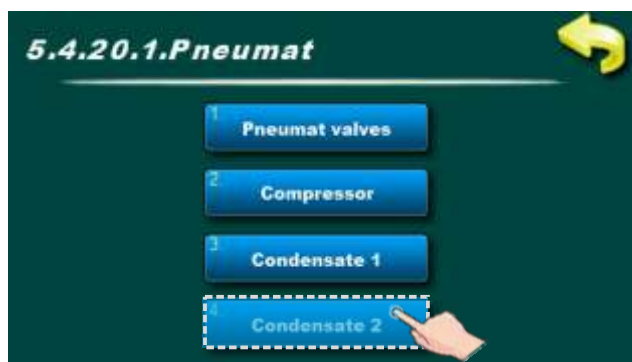 5.4.20.1.Pneumat
1
Pneumat valves
2
Compressor
3
Condensate 1
4
Condensate 2